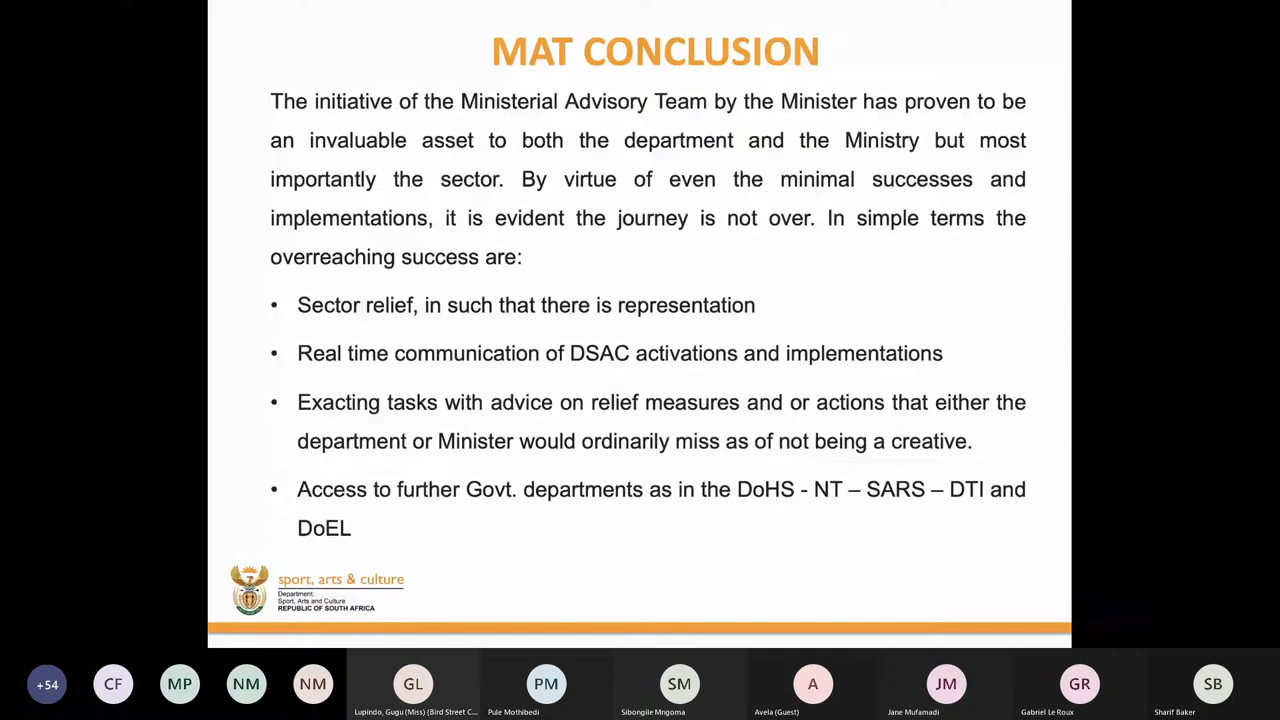 MAT CONCLUSION
The initiative of the Ministerial Advisory Team by the Minister has proven to be
an invaluable asset to both the department and the Ministry but most
importantly the sector. By virtue of even the minimal successes and
implementations, it is evident the journey is not over. In simple terms the
overreaching success are:
• Sector relief, in such that there is representation
• Real time communication of DSAC activations and implementations
• Exacting tasks with advice on relief measures and or actions that either the
department or Minister would ordinarily miss as of not being a creative.
• Access to further Govt. departments as in the DoHS - NT – SARS – DTI and
DoEL
sport, arts & culture
Department:
Sport, Arts and Culture
REPUBLIC OF SOUTH AFRICA
+54 CF MP NM NM GL PM SM A JM GR SB
Lupindo, Gugu (Miss) (Bird Street C... Pule Mothibedi Sibongile Mngoma Avela (Guest) Jane Mufamadi Gabriel Le Roux Sharif Baker